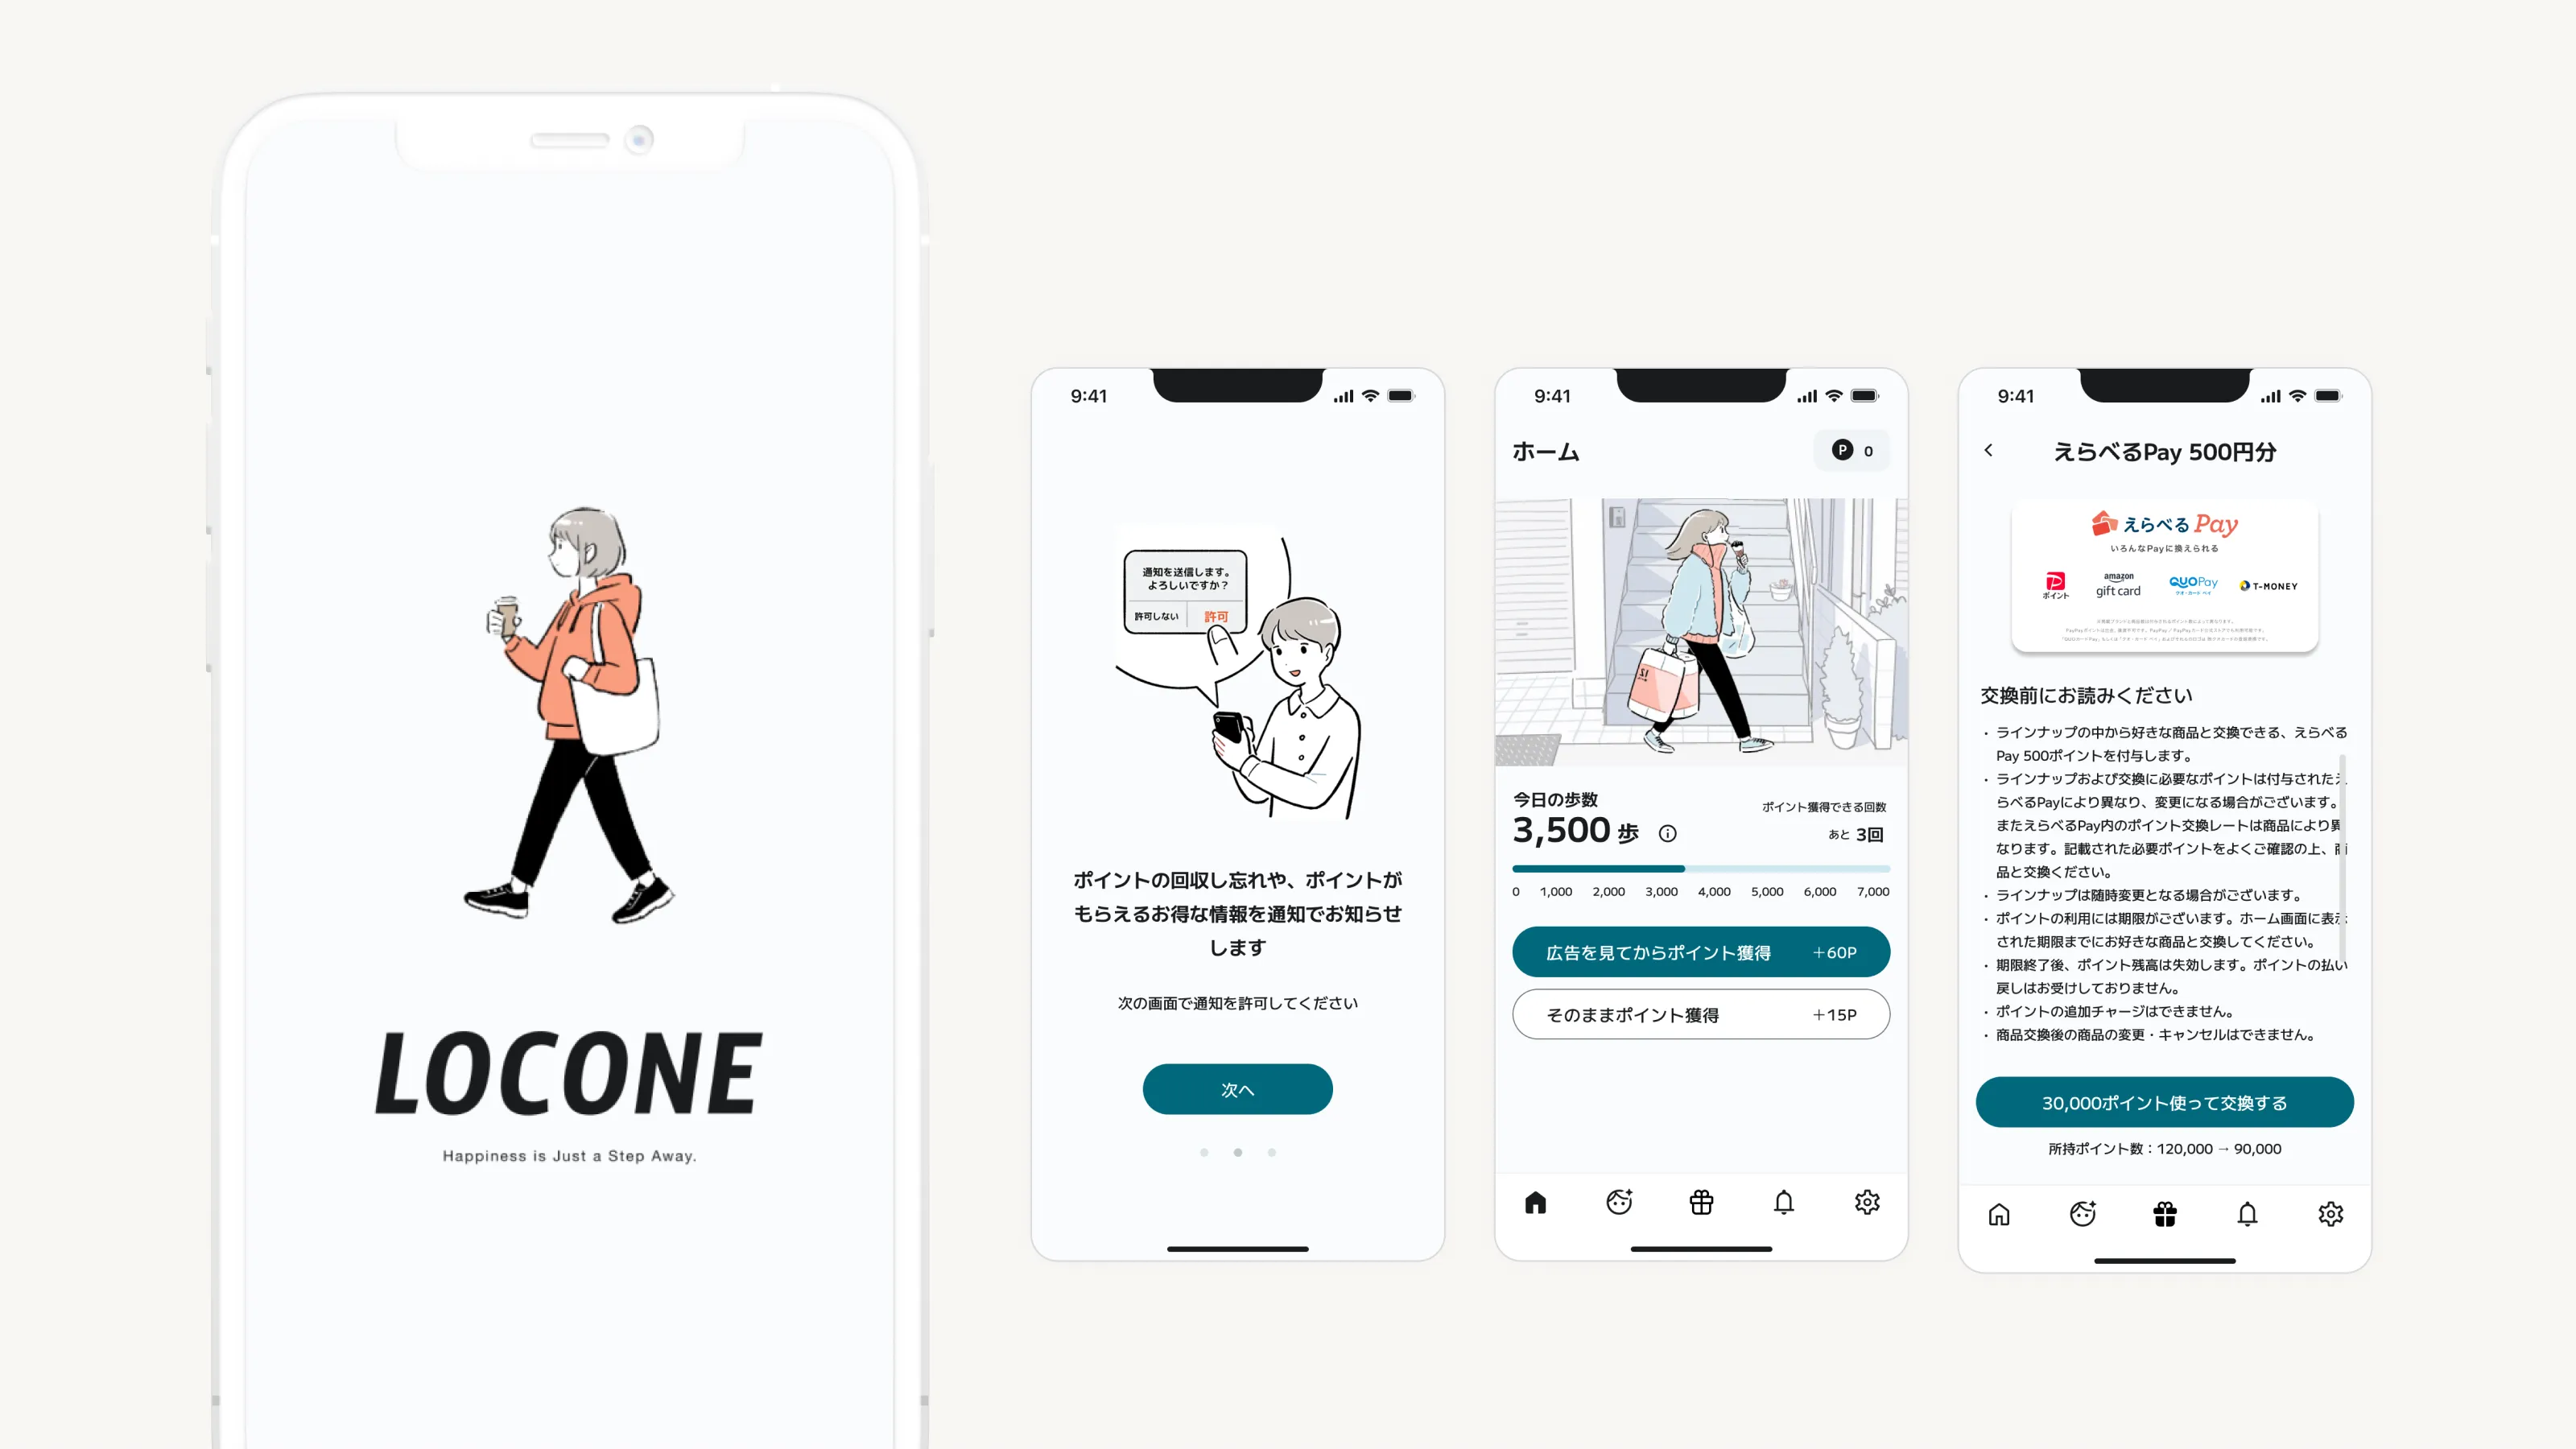 LOCONE
Happiness is Just a Step Away.
9:41
通知を送信します。
よろしいですか？
許可しない
許可
ポイントの回収し忘れや、ポイントが
もらえるお得な情報を通知でお知らせ
します
次の画面で通知を許可してください
次へ
9:41
ホーム
P 0
今日の歩数
3,500 歩
ポイント獲得できる回数
あと 3回
0 1,000 2,000 3,000 4,000 5,000 6,000 7,000
広告を見てからポイント獲得 +60P
そのままポイント獲得 +15P
9:41
えらべるPay 500円分
えらべる Pay
いろんなPayに換えられる
ポイント
amazon
gift card
QUOPay
クオ・カード ペイ
T-MONEY
交換前にお読みください
・ラインナップの中から好きな商品と交換できる、えらべる
Pay 500ポイントを付与します。
・ラインナップおよび交換に必要なポイントは付与されたえ
らべるPayにより異なり、変更になる場合がございます。
またえらべるPay内のポイント交換レートは商品により異
なります。記載された必要ポイントをよくご確認の上、商
品と交換ください。
・ラインナップは随時変更となる場合がございます。
・ポイントの利用には期限がございます。ホーム画面に表示
された期限までにお好きな商品と交換してください。
・期限終了後、ポイント残高は失効します。ポイントの払い
戻しはお受けしておりません。
・ポイントの追加チャージはできません。
・商品交換後の商品の変更・キャンセルはできません。
30,000ポイント使って交換する
所持ポイント数：120,000 → 90,000